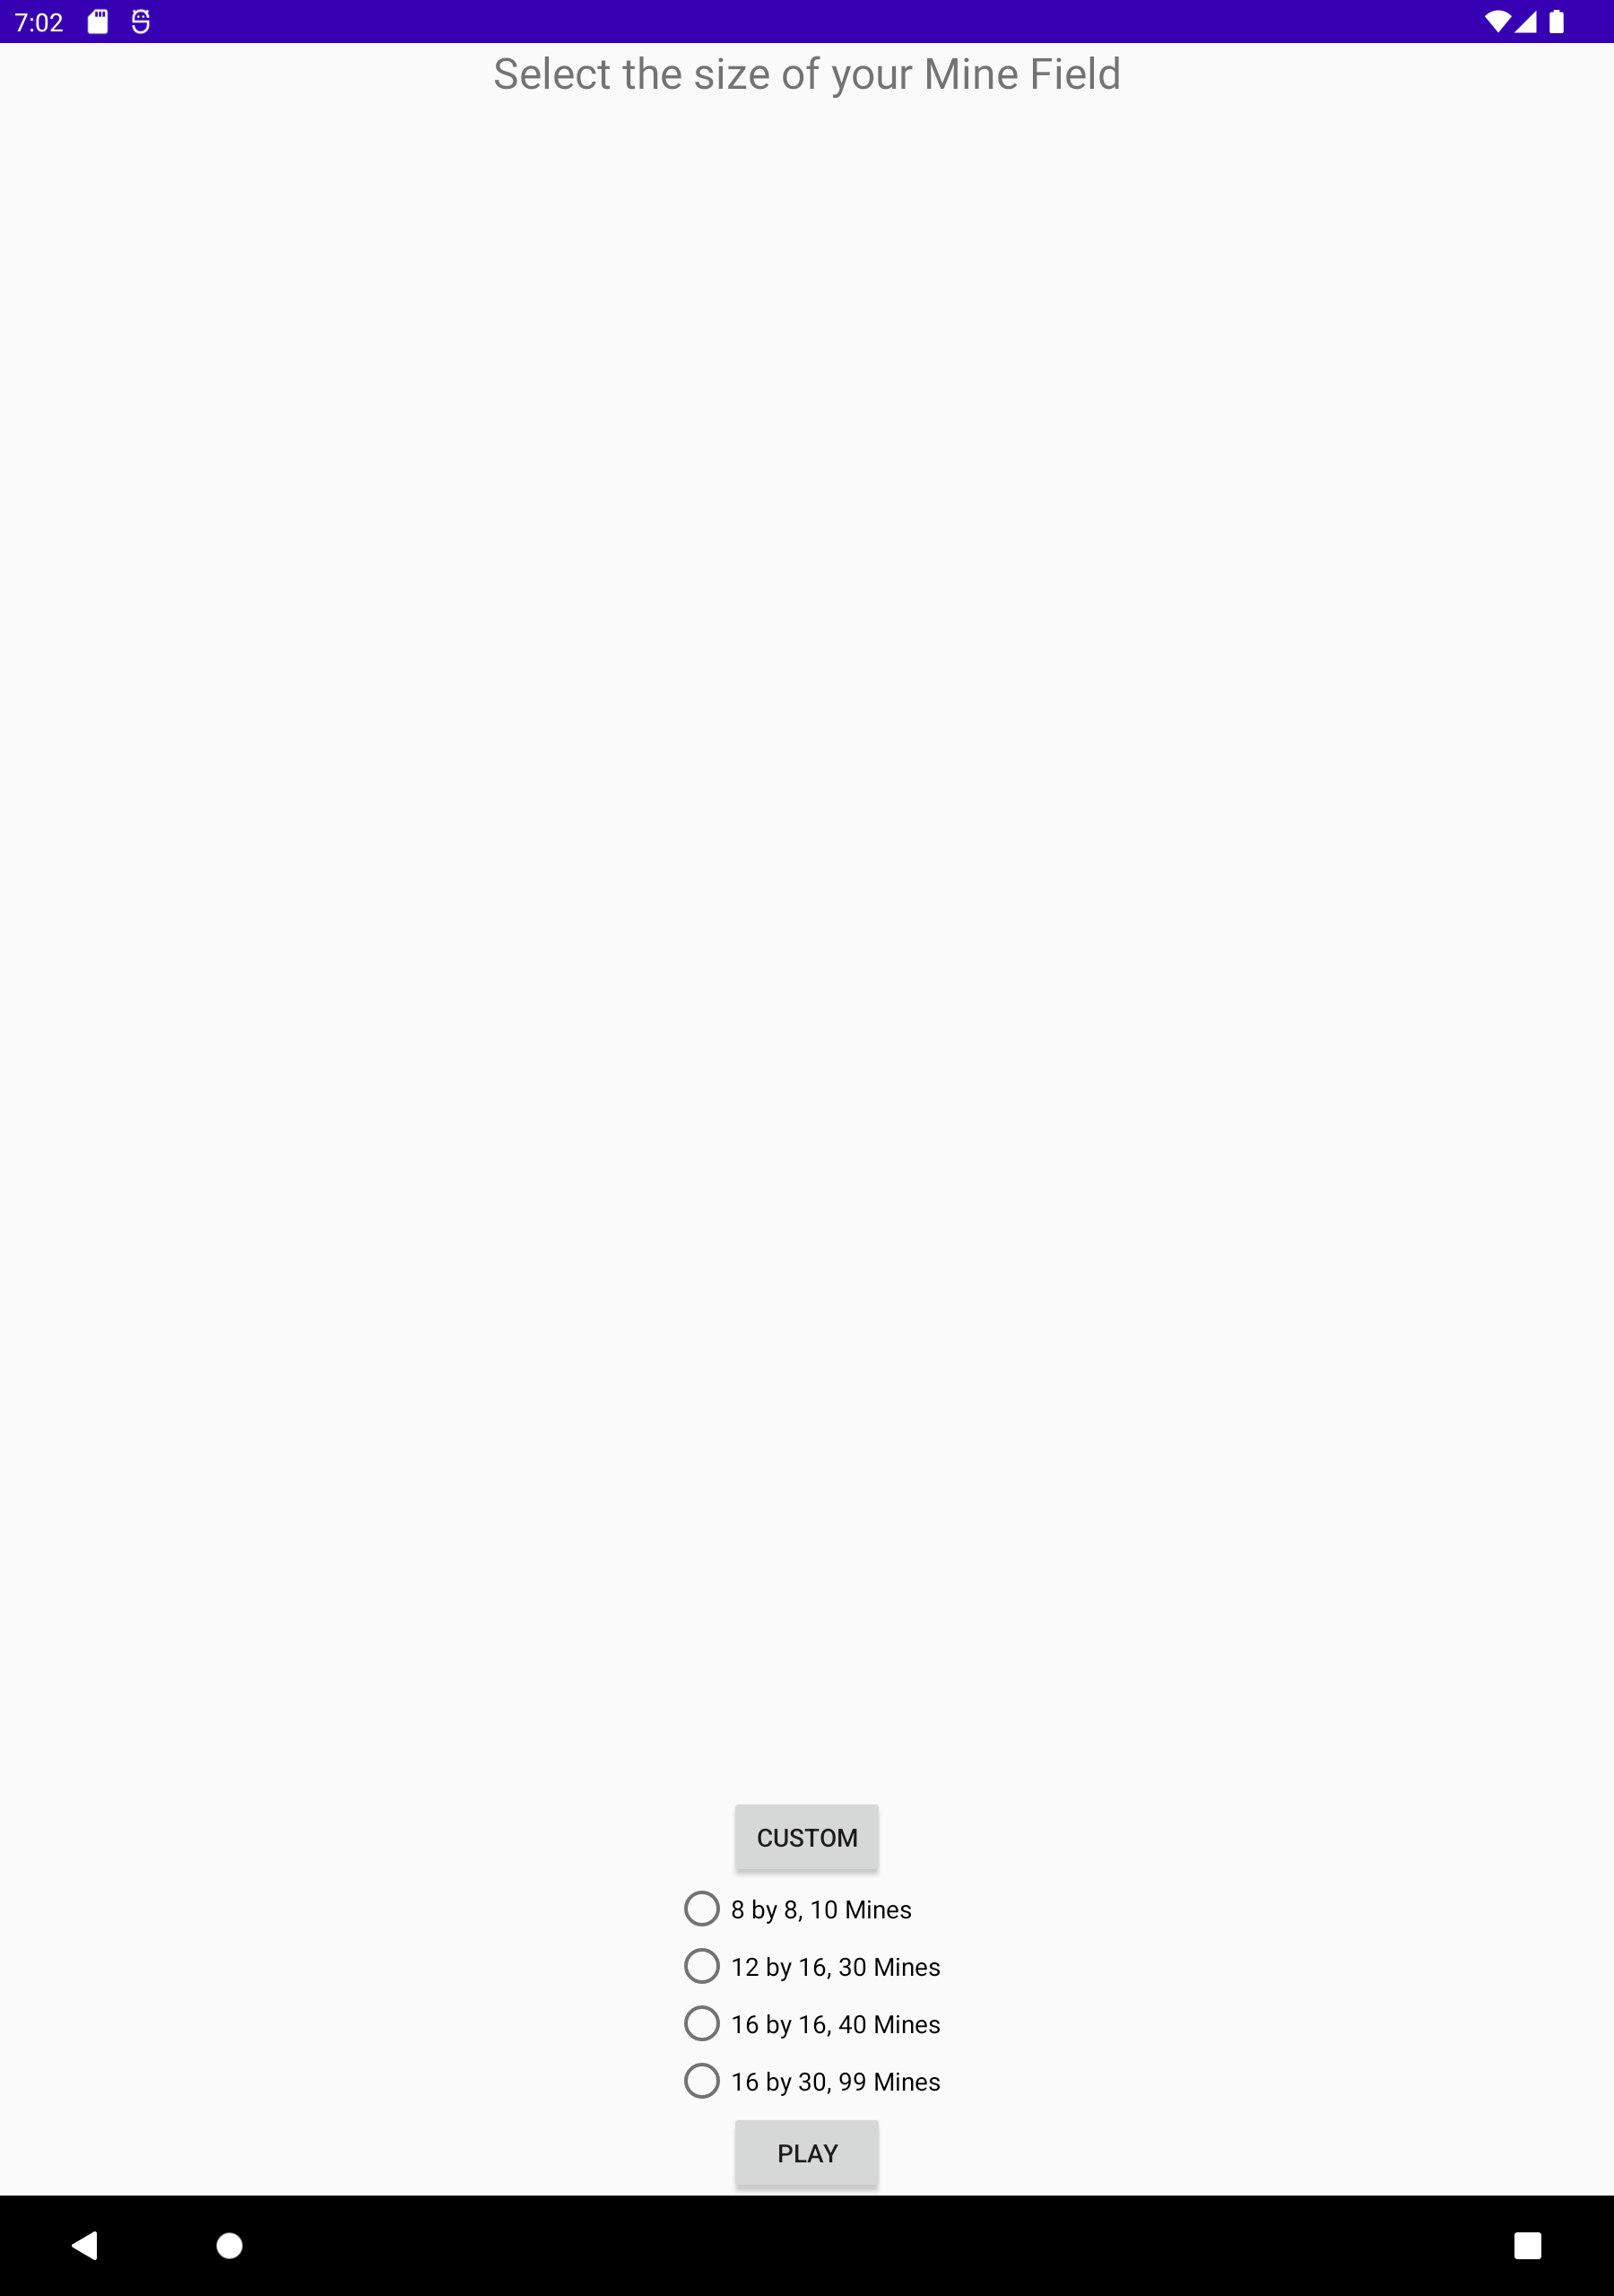 7:02
Select the size of your Mine Field
CUSTOM
8 by 8, 10 Mines
12 by 16, 30 Mines
16 by 16, 40 Mines
16 by 30, 99 Mines
PLAY